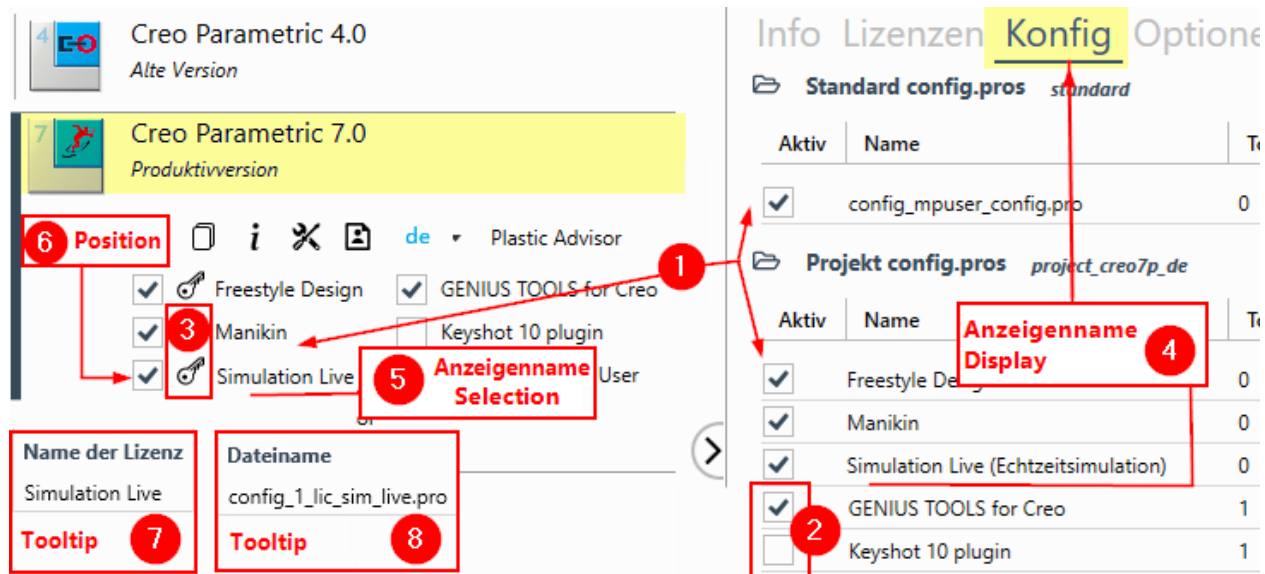 4
Creo Parametric 4.0
Alte Version
7
Creo Parametric 7.0
Produktivversion
6 Position
i
de
Plastic Advisor
Freestyle Design
GENIUS TOOLS for Creo
3
Manikin
Keyshot 10 plugin
Simulation Live
5
Anzeigenname
Selection
User
Name der Lizenz
Simulation Live
Tooltip 7
Dateiname
config_1_lic_sim_live.pro
Tooltip 8
1
Info Lizenzen Konfig Optione
Standard config.pros standard
Aktiv Name
config_mpuser_config.pro 0
Projekt config.pros project_creo7p_de
Aktiv Name
Anzeigenname
Display
4
Freestyle De 0
Manikin 0
Simulation Live (Echtzeitsimulation) 0
GENIUS TOOLS for Creo 1
2
Keyshot 10 plugin 1